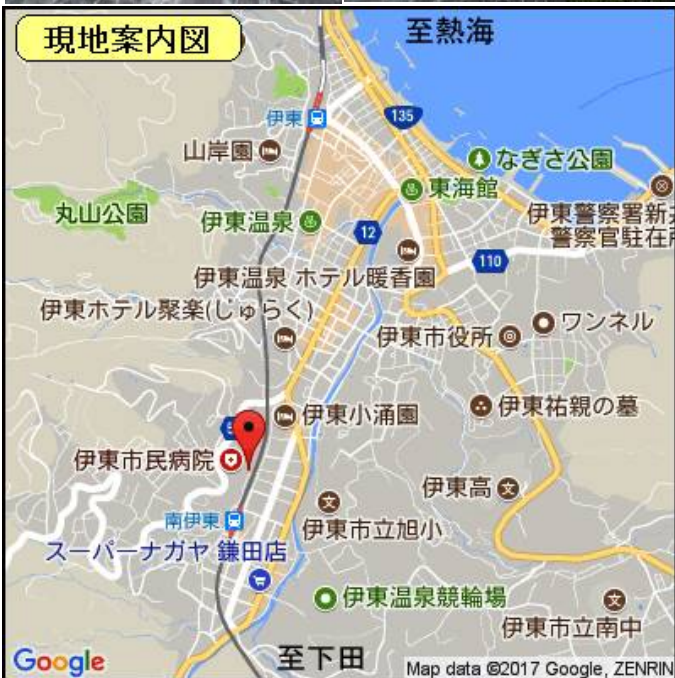 現地案内図
至熱海
伊東
135
山岸園
なぎさ公園
東海館
丸山公園
伊東温泉
伊東警察署新井
警察官駐在所
12
110
伊東温泉 ホテル暖香園
伊東ホテル聚楽(じゅらく)
伊東市役所
ワンネル
伊東小涌園
伊東祐親の墓
伊東市民病院
伊東高
南伊東
伊東市立旭小
スーパーナガヤ 鎌田店
伊東温泉競輪場
伊東市立南中
Google
至下田
Map data ©2017 Google, ZENRIN